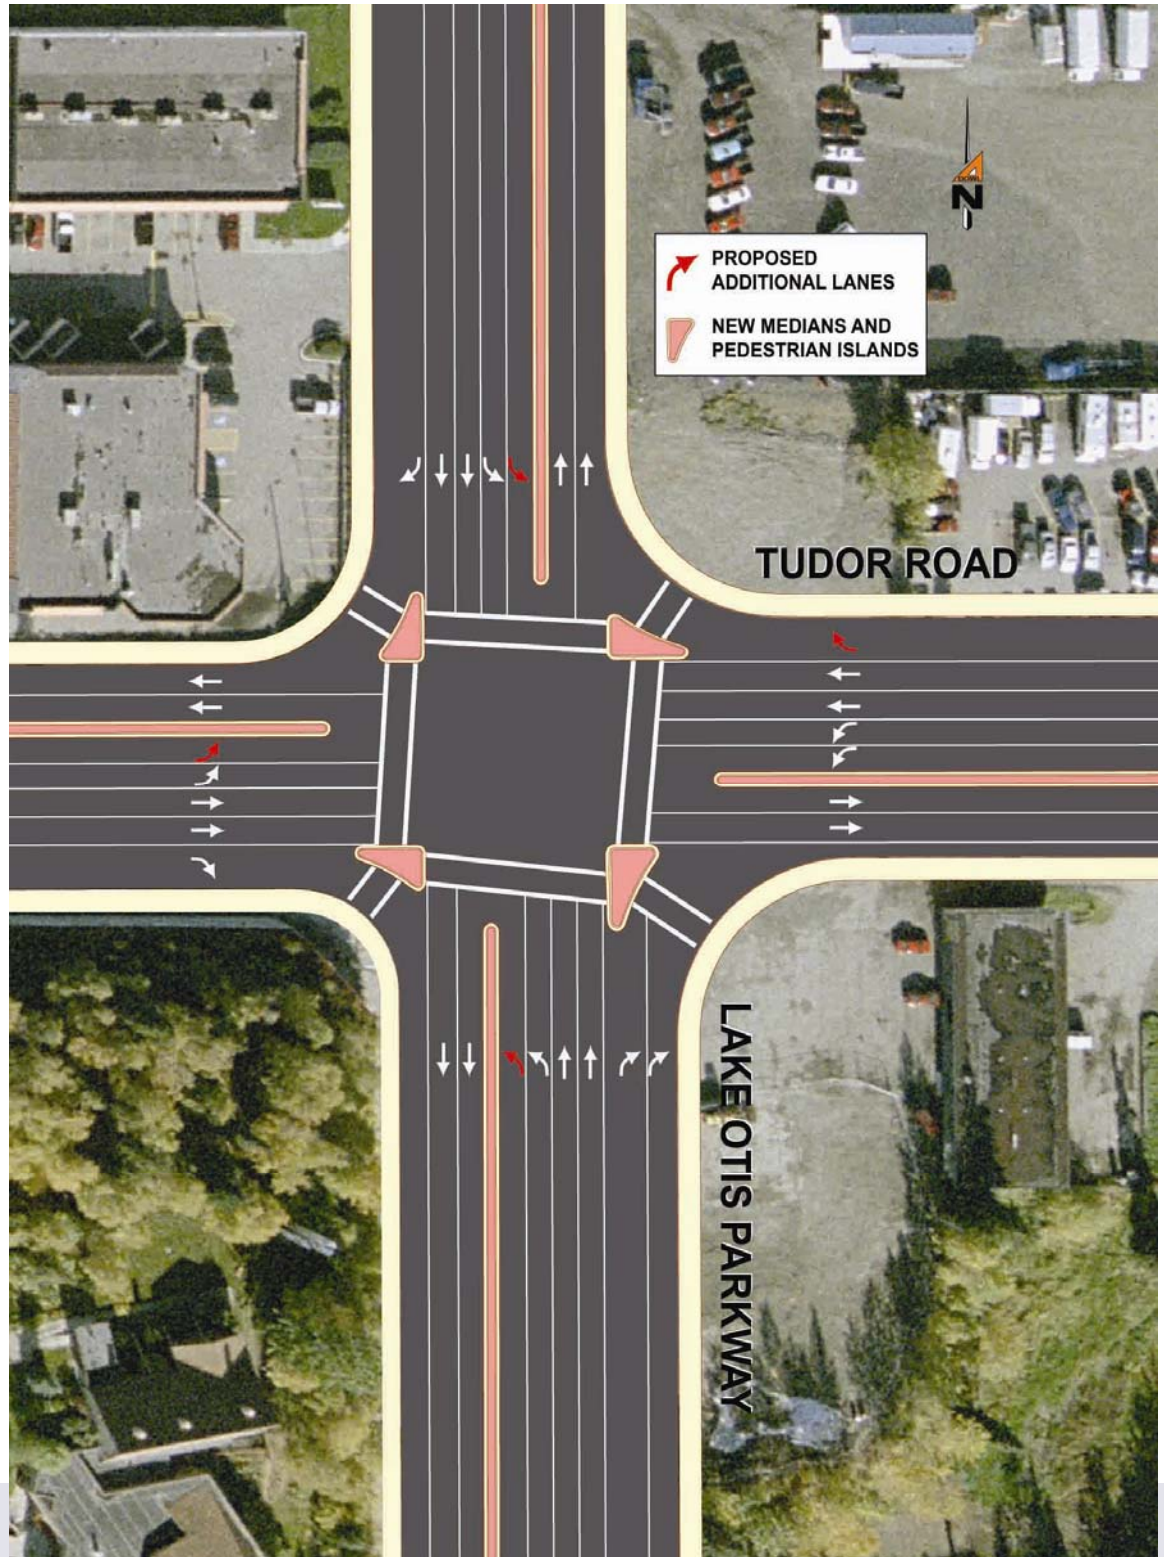 N
PROPOSED
ADDITIONAL LANES
NEW MEDIANS AND
PEDESTRIAN ISLANDS
TUDOR ROAD
LAKE OTIS PARKWAY